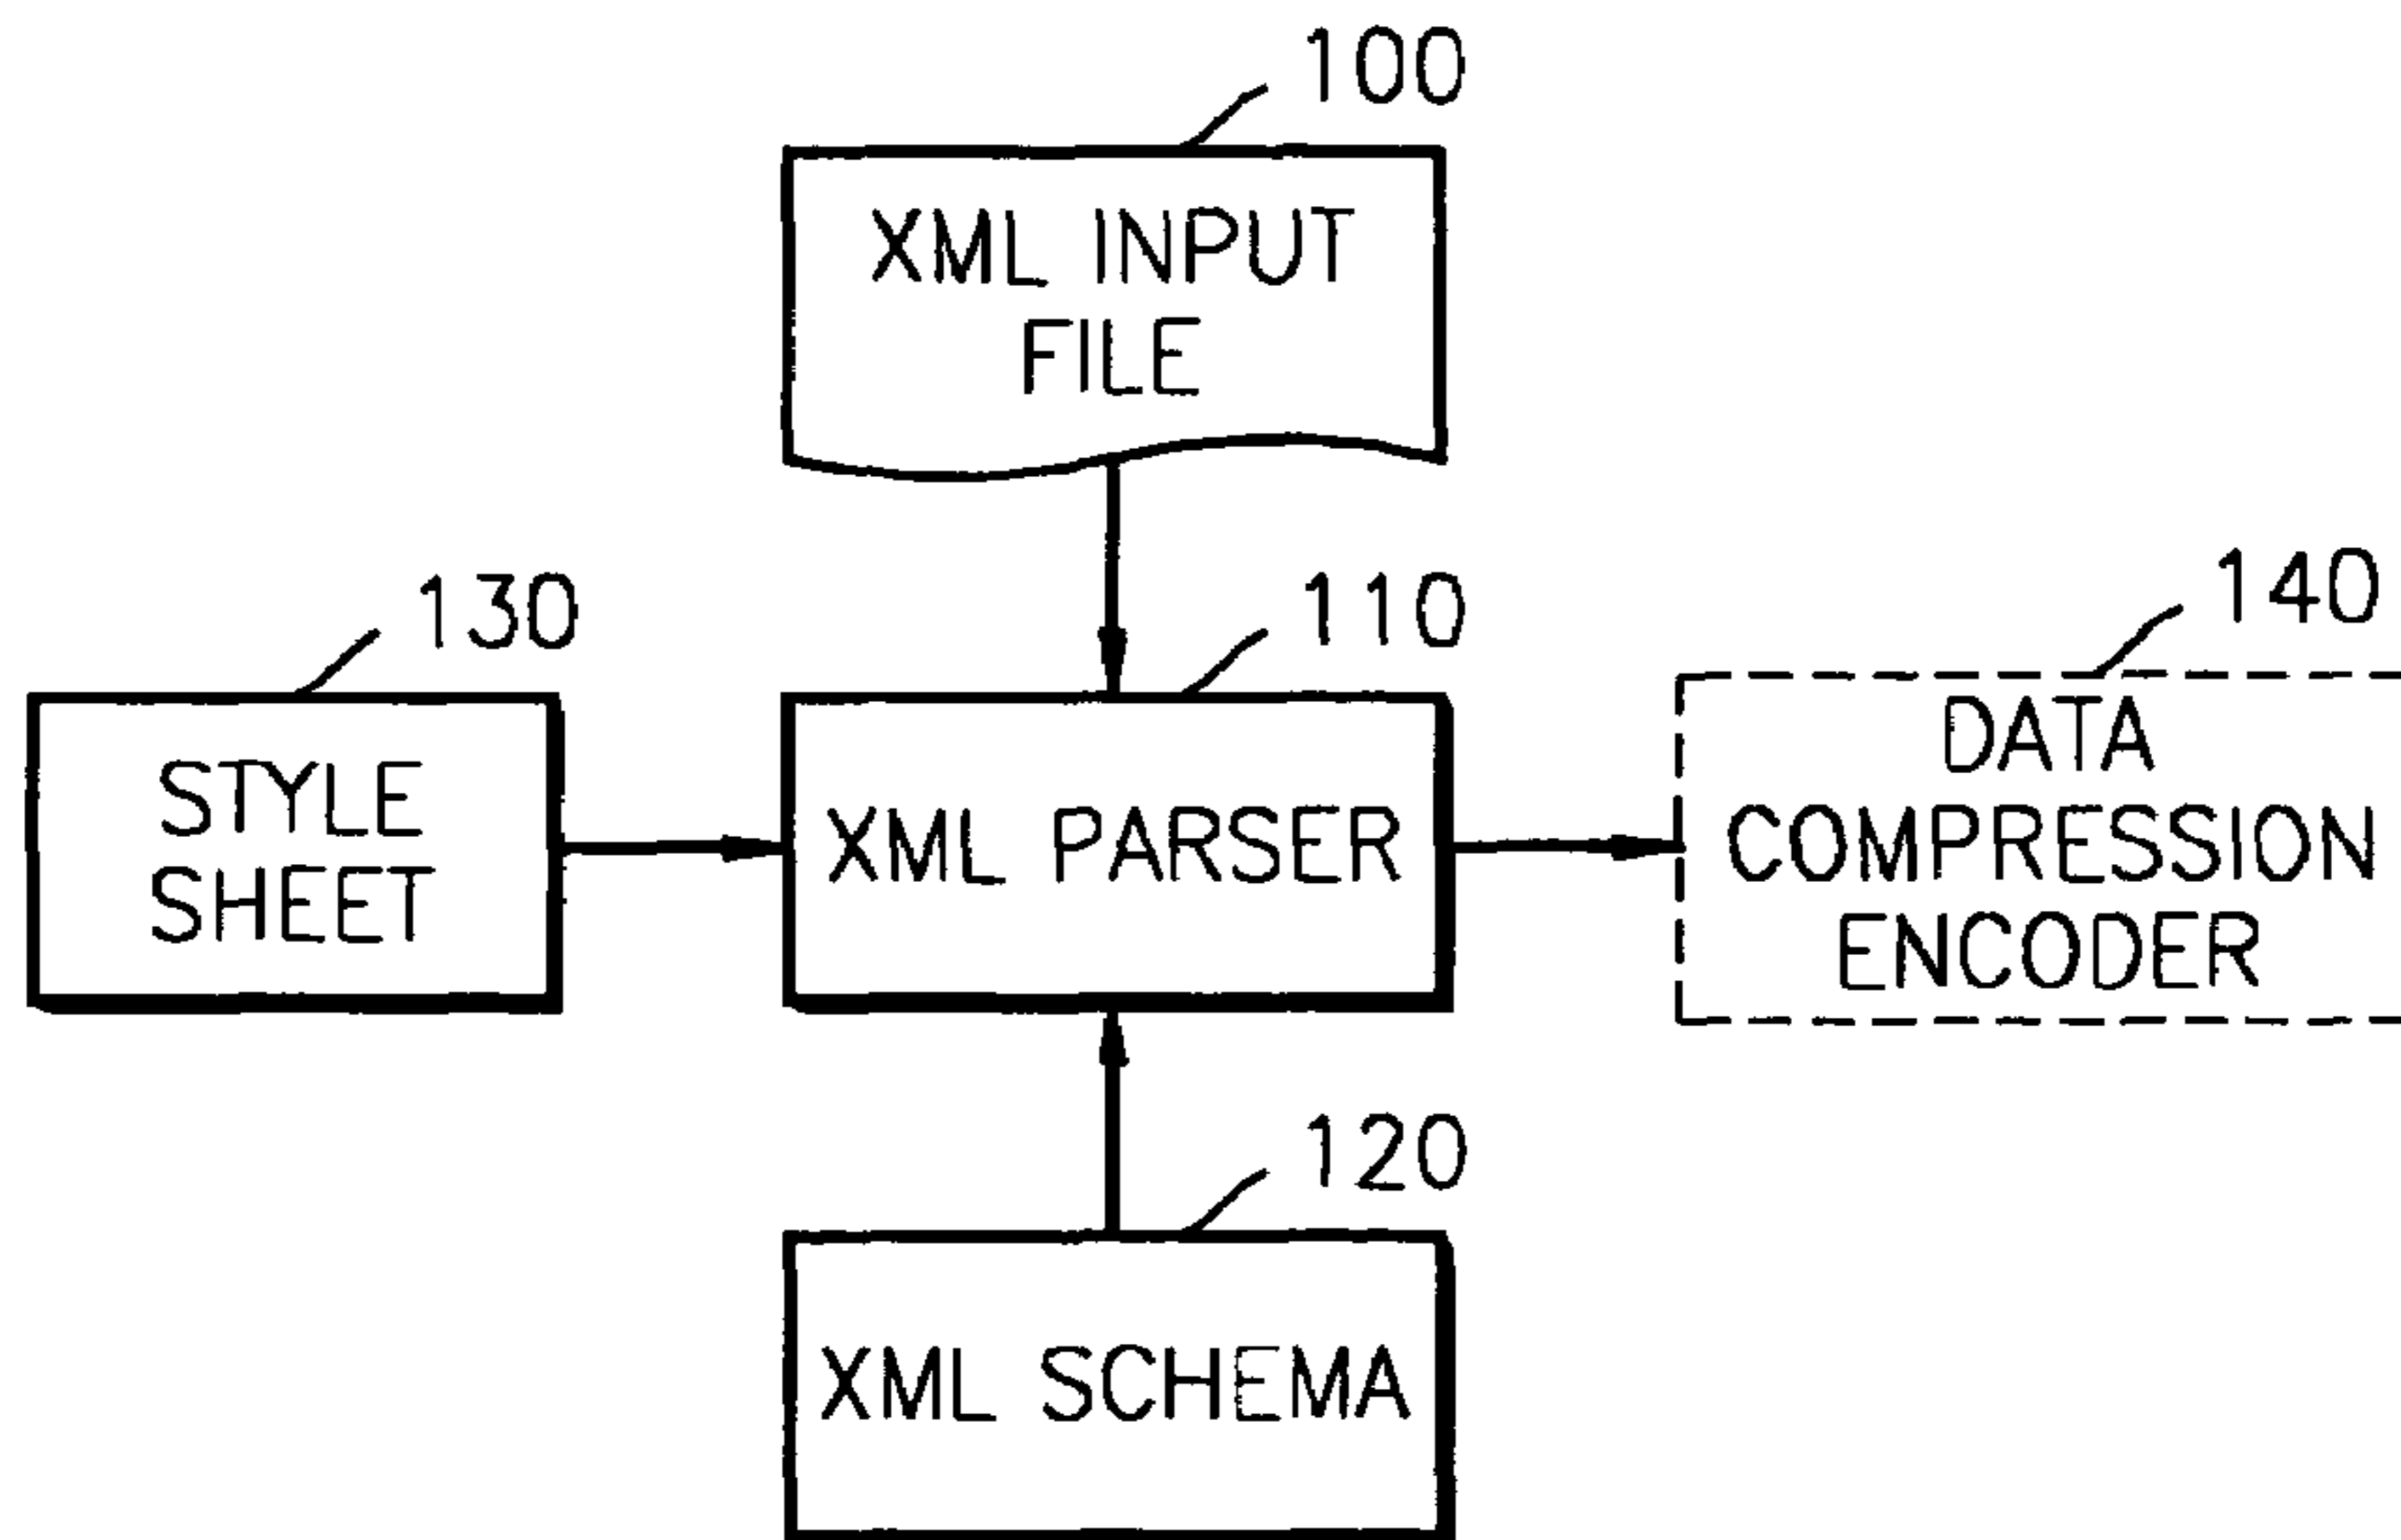 100
XML INPUT
FILE
130
110
140
STYLE
SHEET
XML PARSER
DATA
COMPRESSION
ENCODER
120
XML SCHEMA